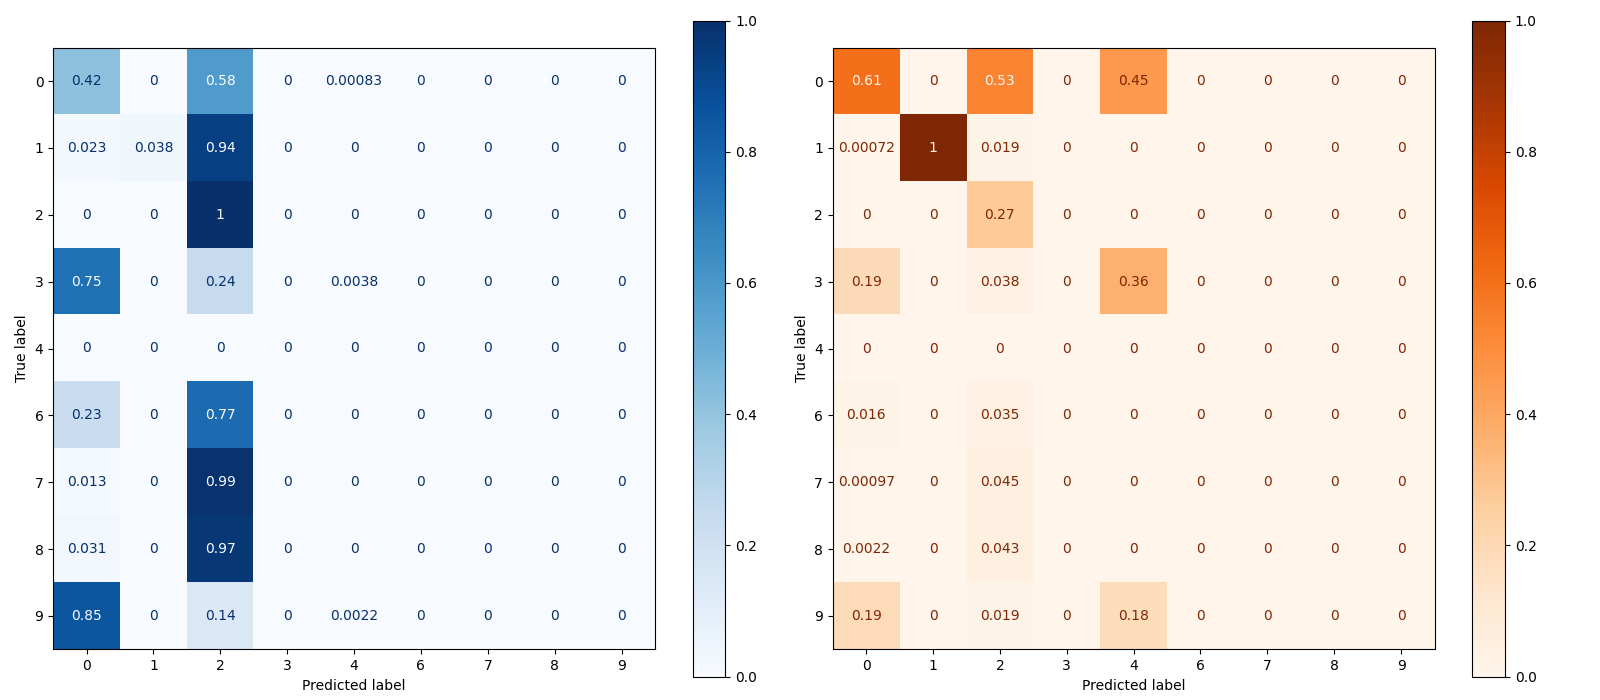 1.0
1.0
0 0.42 0 0.58 0 0.00083 0 0 0 0
0 0.61 0 0.53 0 0.45 0 0 0 0
1 0.023 0.038 0.94 0 0 0 0 0 0
0.8
1 0.00072 1 0.019 0 0 0 0 0 0
0.8
2 0 0 1 0 0 0 0 0 0
2 0 0 0.27 0 0 0 0 0 0
3 0.75 0 0.24 0 0.0038 0 0 0 0
0.6
3 0.19 0 0.038 0 0.36 0 0 0 0
0.6
True label
4 0 0 0 0 0 0 0 0 0
True label
4 0 0 0 0 0 0 0 0 0
6 0.23 0 0.77 0 0 0 0 0 0
0.4
6 0.016 0 0.035 0 0 0 0 0 0
0.4
7 0.013 0 0.99 0 0 0 0 0 0
7 0.00097 0 0.045 0 0 0 0 0 0
8 0.031 0 0.97 0 0 0 0 0 0
0.2
8 0.0022 0 0.043 0 0 0 0 0 0
0.2
9 0.85 0 0.14 0 0.0022 0 0 0 0
9 0.19 0 0.019 0 0.18 0 0 0 0
0 1 2 3 4 6 7 8 9
0.0
0 1 2 3 4 6 7 8 9
0.0
Predicted label
Predicted label